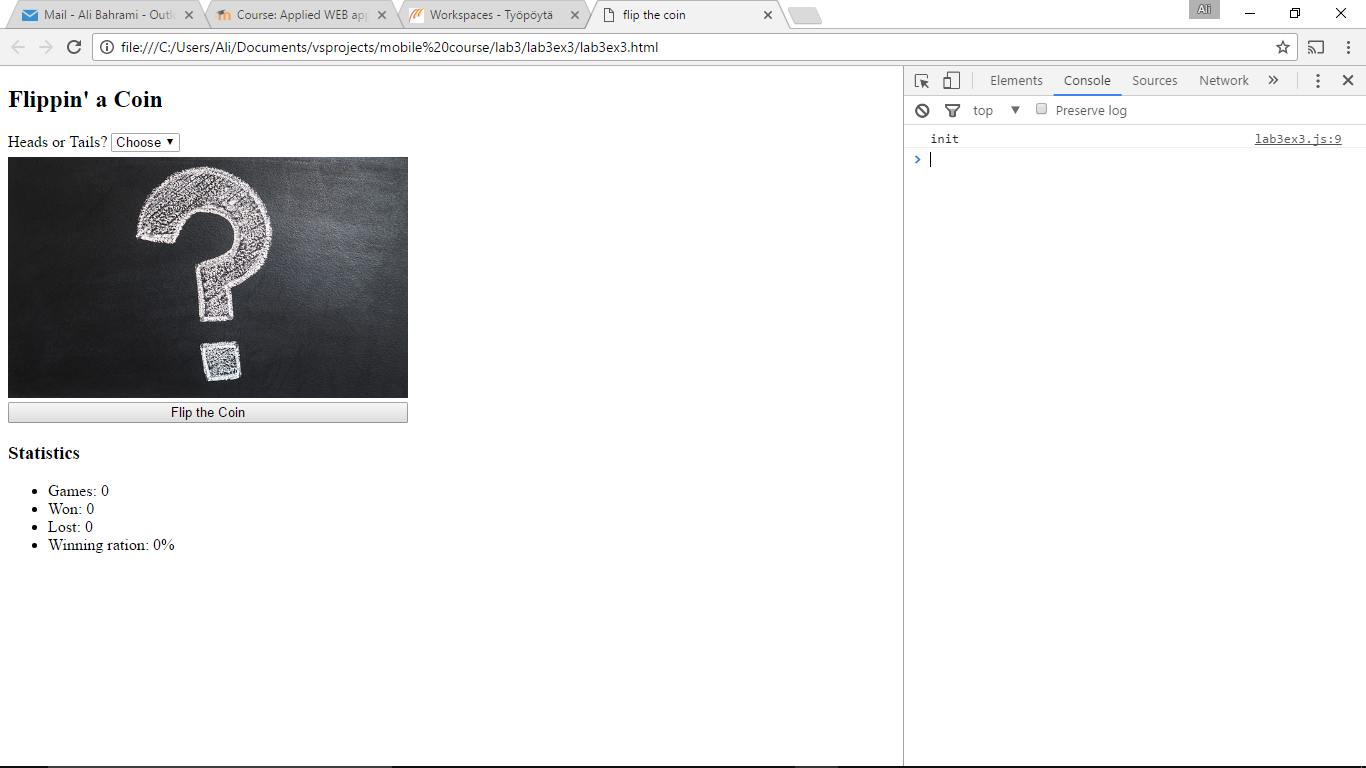 Mail - Ali Bahrami - Outl
Course: Applied WEB ap
Workspaces - Työpöytä
flip the coin
Ali
file:///C:/Users/Ali/Documents/vsprojects/mobile%20course/lab3/lab3ex3/lab3ex3.html
Flippin' a Coin
Heads or Tails? Choose
?
Flip the Coin
Statistics
Games: 0
Won: 0
Lost: 0
Winning ration: 0%
Elements Console Sources Network »
top Preserve log
init lab3ex3.js:9